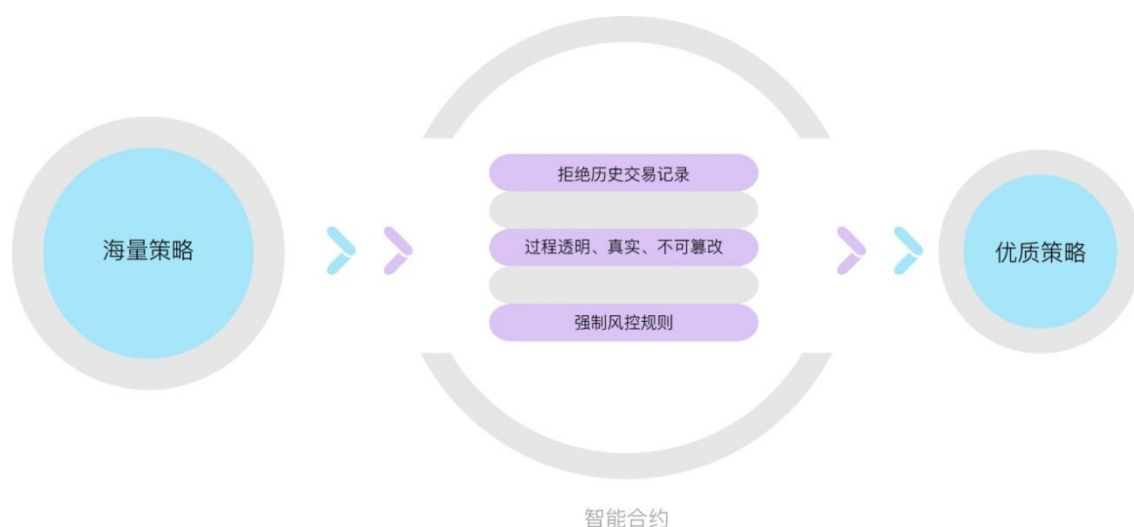 海量策略
拒绝历史交易记录
过程透明、真实、不可篡改
强制风控规则
优质策略
智能合约